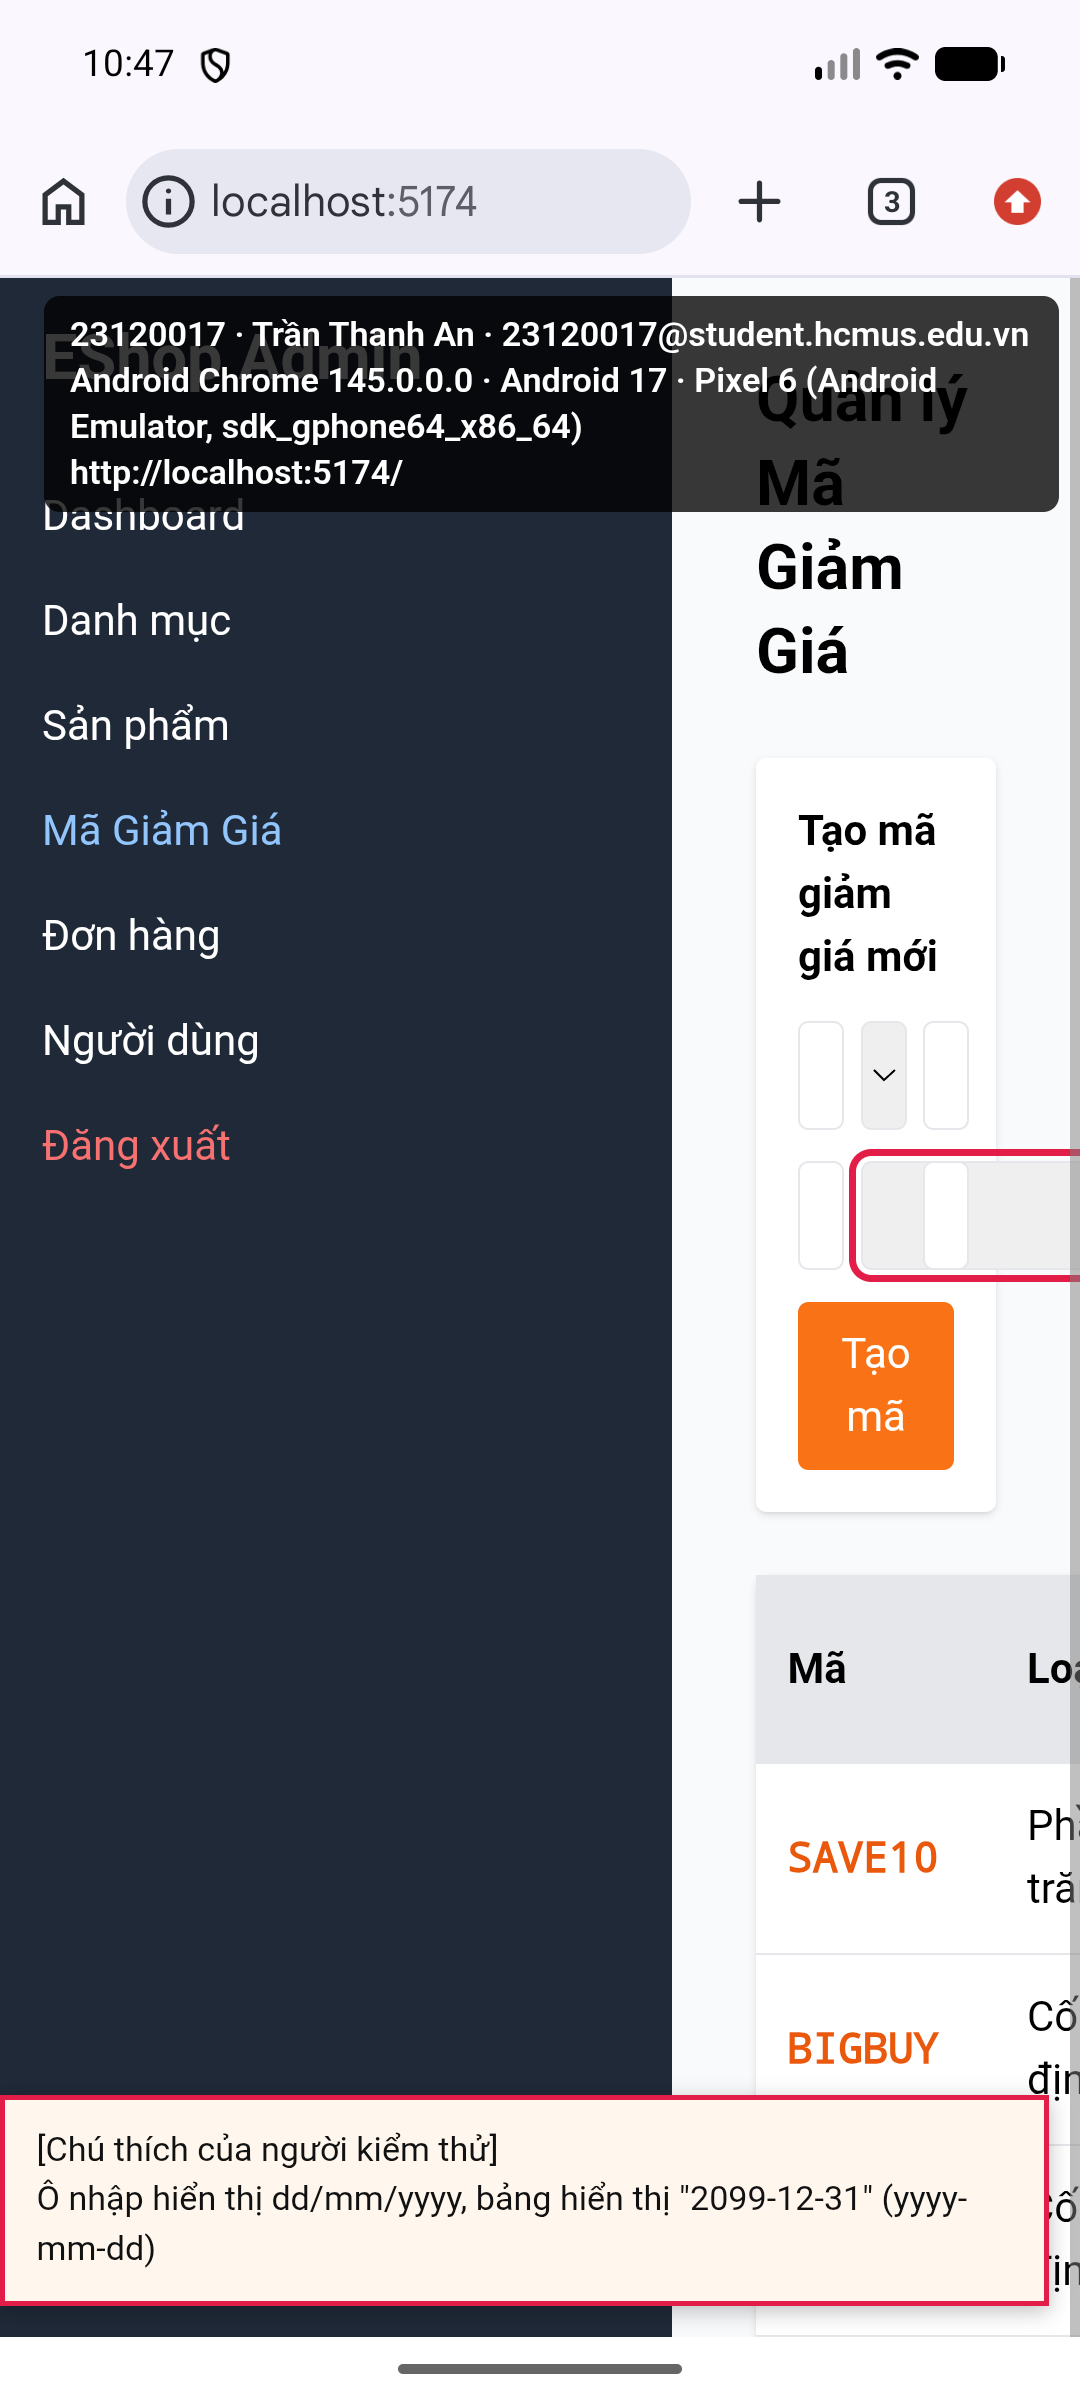 10:47
localhost:5174
3
23120017 · Trần Thanh An · 23120017@student.hcmus.edu.vn
Android Chrome 145.0.0.0 · Android 17 · Pixel 6 (Android
Emulator, sdk_gphone64_x86_64)
http://localhost:5174/
EShop Admin
Dashboard
Danh mục
Sản phẩm
Mã Giảm Giá
Đơn hàng
Người dùng
Đăng xuất
Quản lý
Mã
Giảm
Giá
Tạo mã
giảm
giá mới
Tạo
mã
Mã
SAVE10
BIGBUY
[Chú thích của người kiểm thử]
Ô nhập hiển thị dd/mm/yyyy, bảng hiển thị "2099-12-31" (yyyy-
mm-dd)